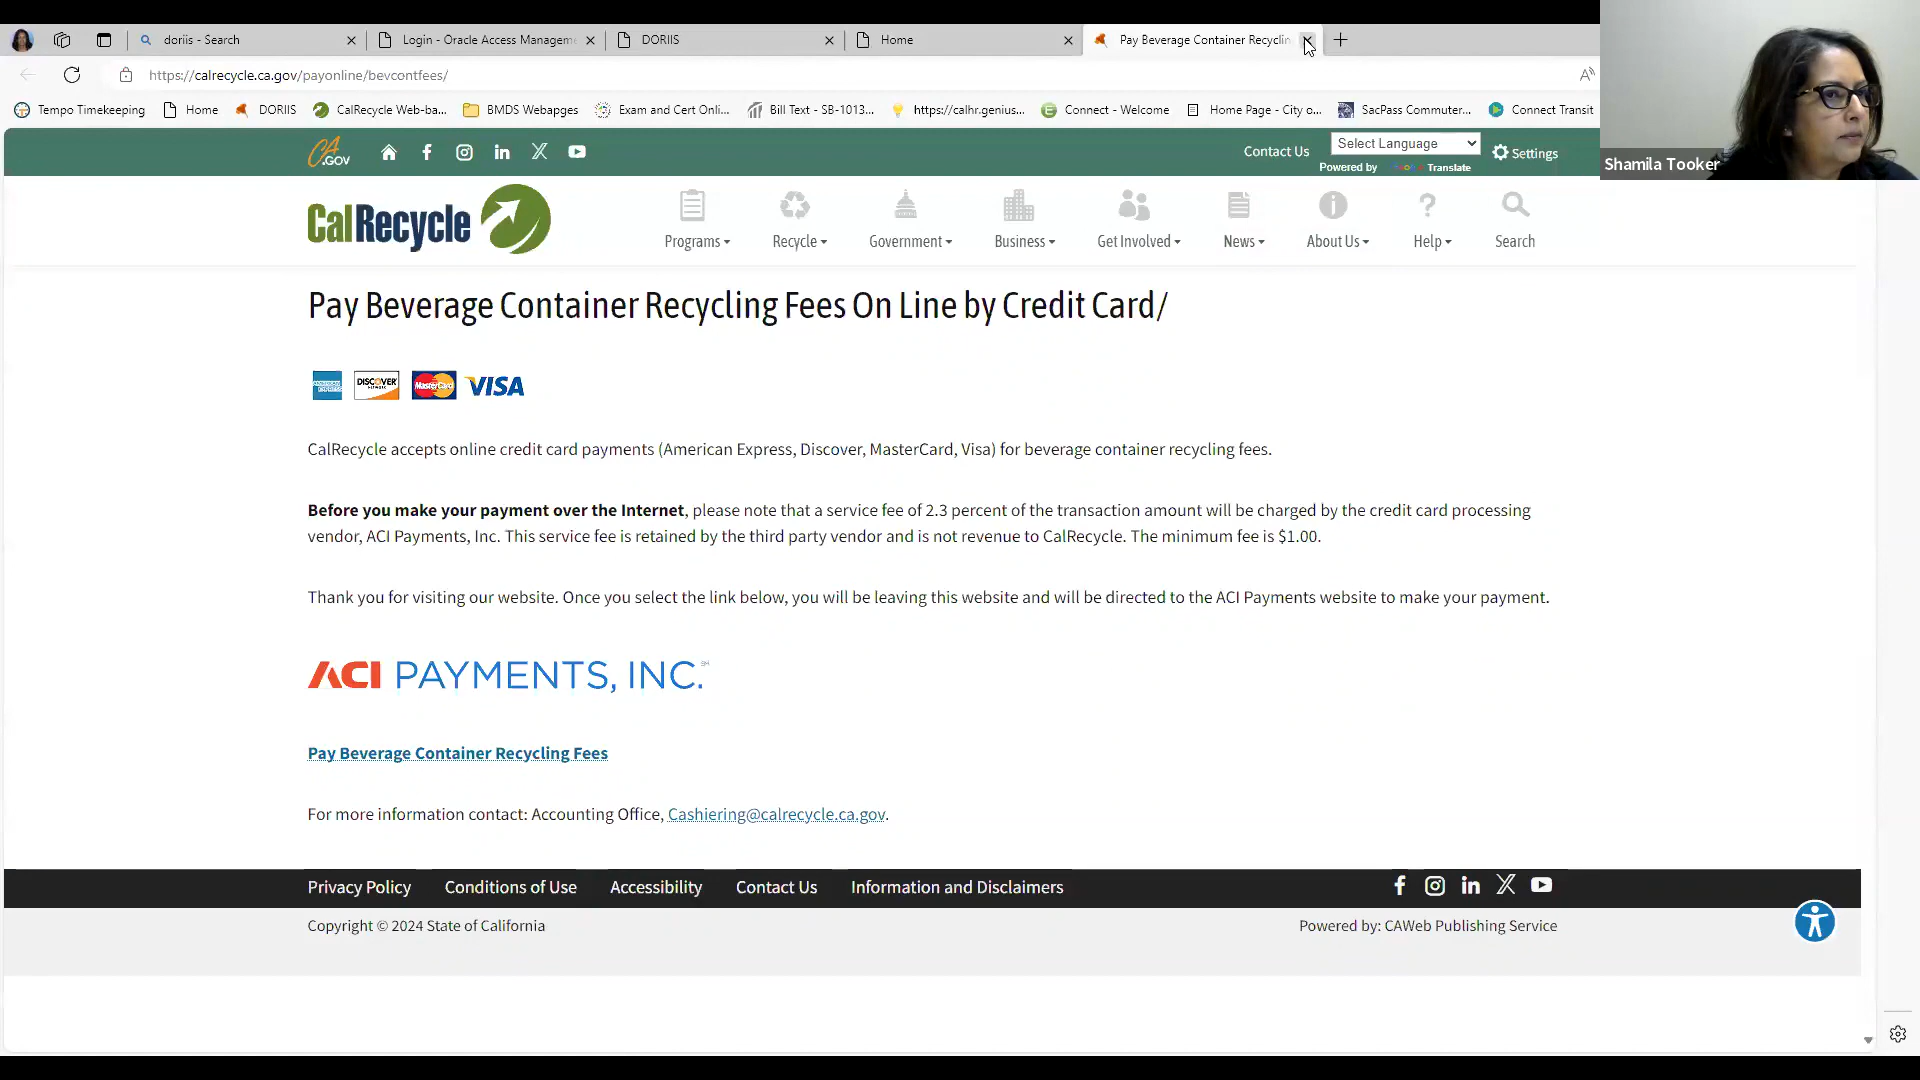 doriis - Search
Login - Oracle Access Managem
DORIIS
Home
Pay Beverage Container Recyclin
https://calrecycle.ca.gov/payonline/bevcontfees/
Tempo Timekeeping
Home
DORIIS
CalRecycle Web-ba...
BMDS Webapges
Exam and Cert Onli...
Bill Text - SB-1013...
https://calhr.genius...
Connect - Welcome
Home Page - City o...
SacPass Commuter...
Connect Transit
Shamila Tooker
CA.GOV
Contact Us
Select Language
Powered by Google Translate
Settings
CalRecycle
Programs
Recycle
Government
Business
Get Involved
News
About Us
Help
Search
Pay Beverage Container Recycling Fees On Line by Credit Card/
AMERICAN EXPRESS DISCOVER NETWORK MasterCard VISA
CalRecycle accepts online credit card payments (American Express, Discover, MasterCard, Visa) for beverage container recycling fees.
Before you make your payment over the Internet, please note that a service fee of 2.3 percent of the transaction amount will be charged by the credit card processing
vendor, ACI Payments, Inc. This service fee is retained by the third party vendor and is not revenue to CalRecycle. The minimum fee is $1.00.
Thank you for visiting our website. Once you select the link below, you will be leaving this website and will be directed to the ACI Payments website to make your payment.
ACI PAYMENTS, INC.℠
Pay Beverage Container Recycling Fees
For more information contact: Accounting Office, Cashiering@calrecycle.ca.gov.
Privacy Policy
Conditions of Use
Accessibility
Contact Us
Information and Disclaimers
Copyright © 2024 State of California
Powered by: CAWeb Publishing Service